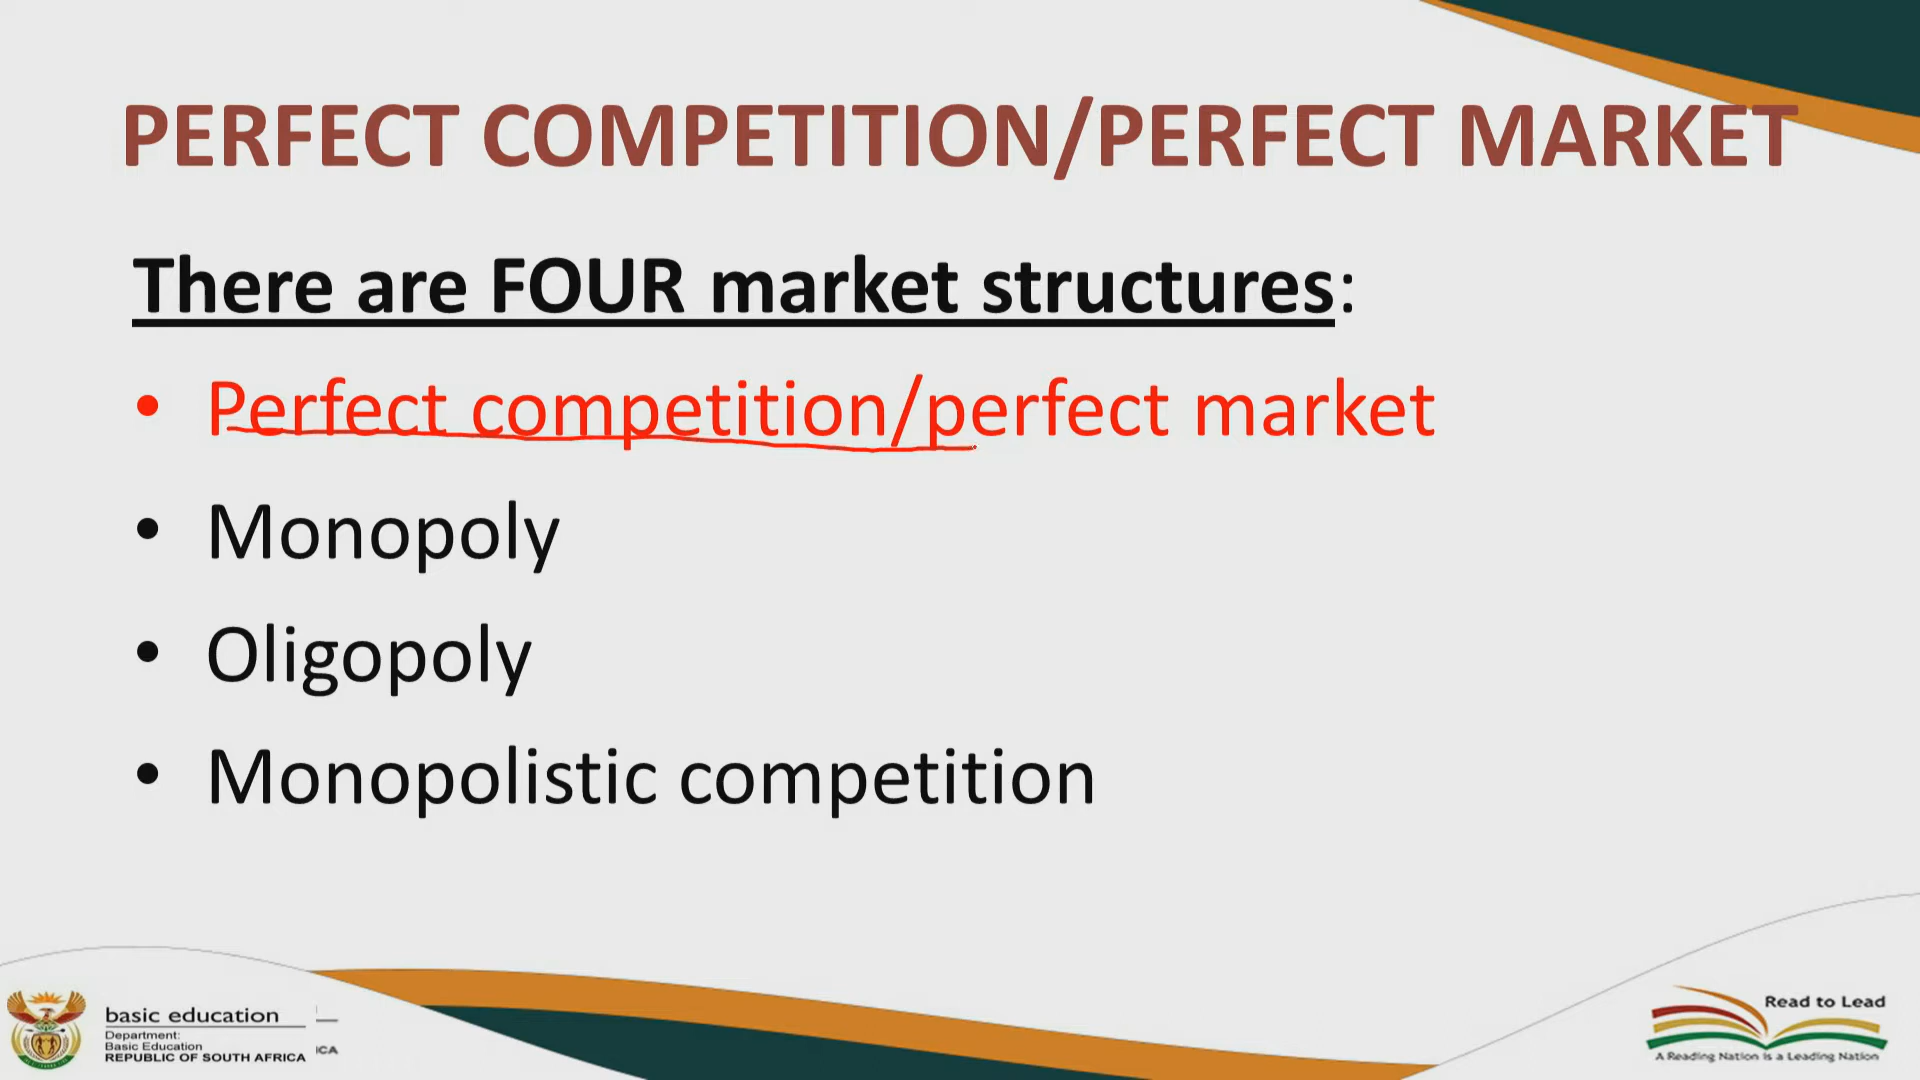 PERFECT COMPETITION/PERFECT MARKET
There are FOUR market structures:
• Perfect competition/perfect market
• Monopoly
• Oligopoly
• Monopolistic competition
basic education
Department:
Basic Education
REPUBLIC OF SOUTH AFRICA
ICA
Read to Lead
A Reading Nation is a Leading Nation